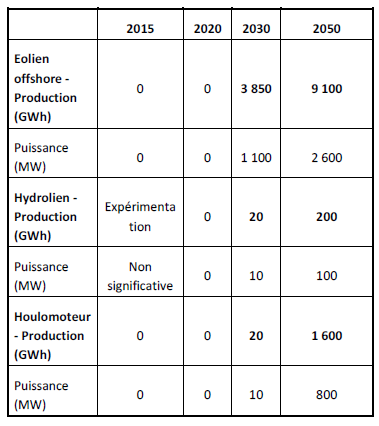 2015 2020 2030 2050
Eolien
offshore -
Production
(GWh)
0 0 3 850 9 100
Puissance
(MW)
0 0 1 100 2 600
Hydrolien -
Production
(GWh)
Expérimenta
tion
0 20 200
Puissance
(MW)
Non
significative
0 10 100
Houlomoteur
- Production
(GWh)
0 0 20 1 600
Puissance
(MW)
0 0 10 800